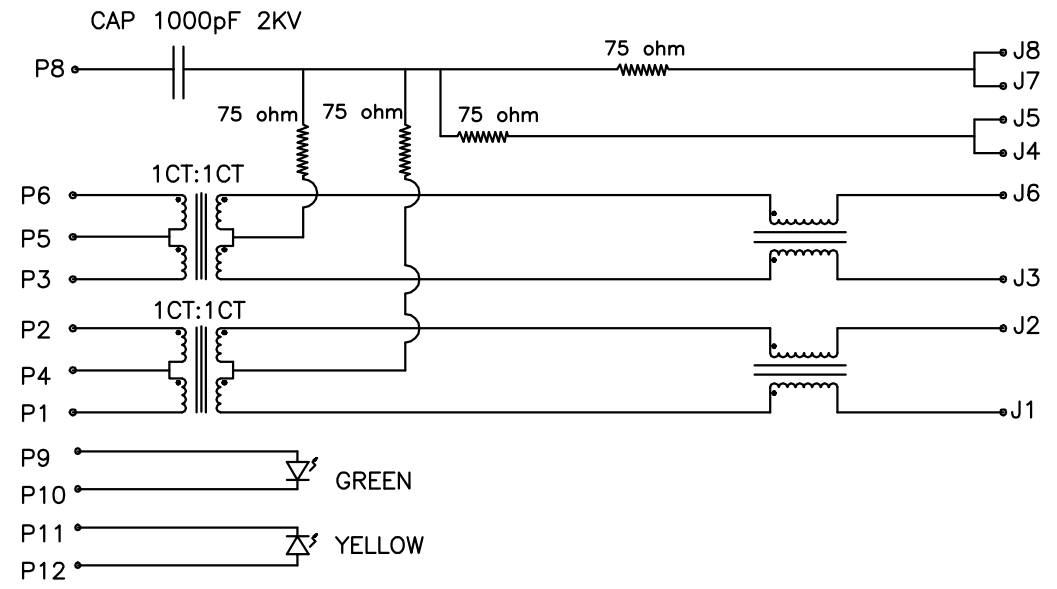 CAP 1000pF 2KV
75 ohm
J8
P8
J7
75 ohm 75 ohm 75 ohm
J5
J4
1CT:1CT
P6
J6
P5
P3
J3
1CT:1CT
P2
J2
P4
P1
J1
P9
GREEN
P10
P11
YELLOW
P12